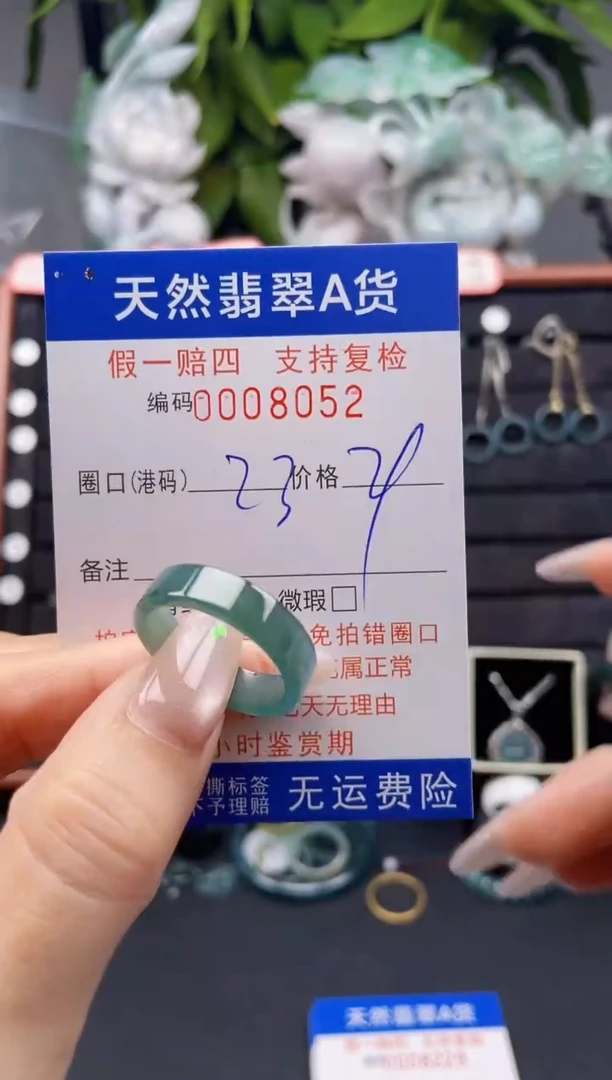 天然翡翠A货
假一赔四 支持复检
编码0008052
圈口(港码) 23 价格
备注
微瑕□
免拍错圈口
属正常
天无理由
小时鉴赏期
撕标签
不予理赔
无运费险
天然翡翠A货